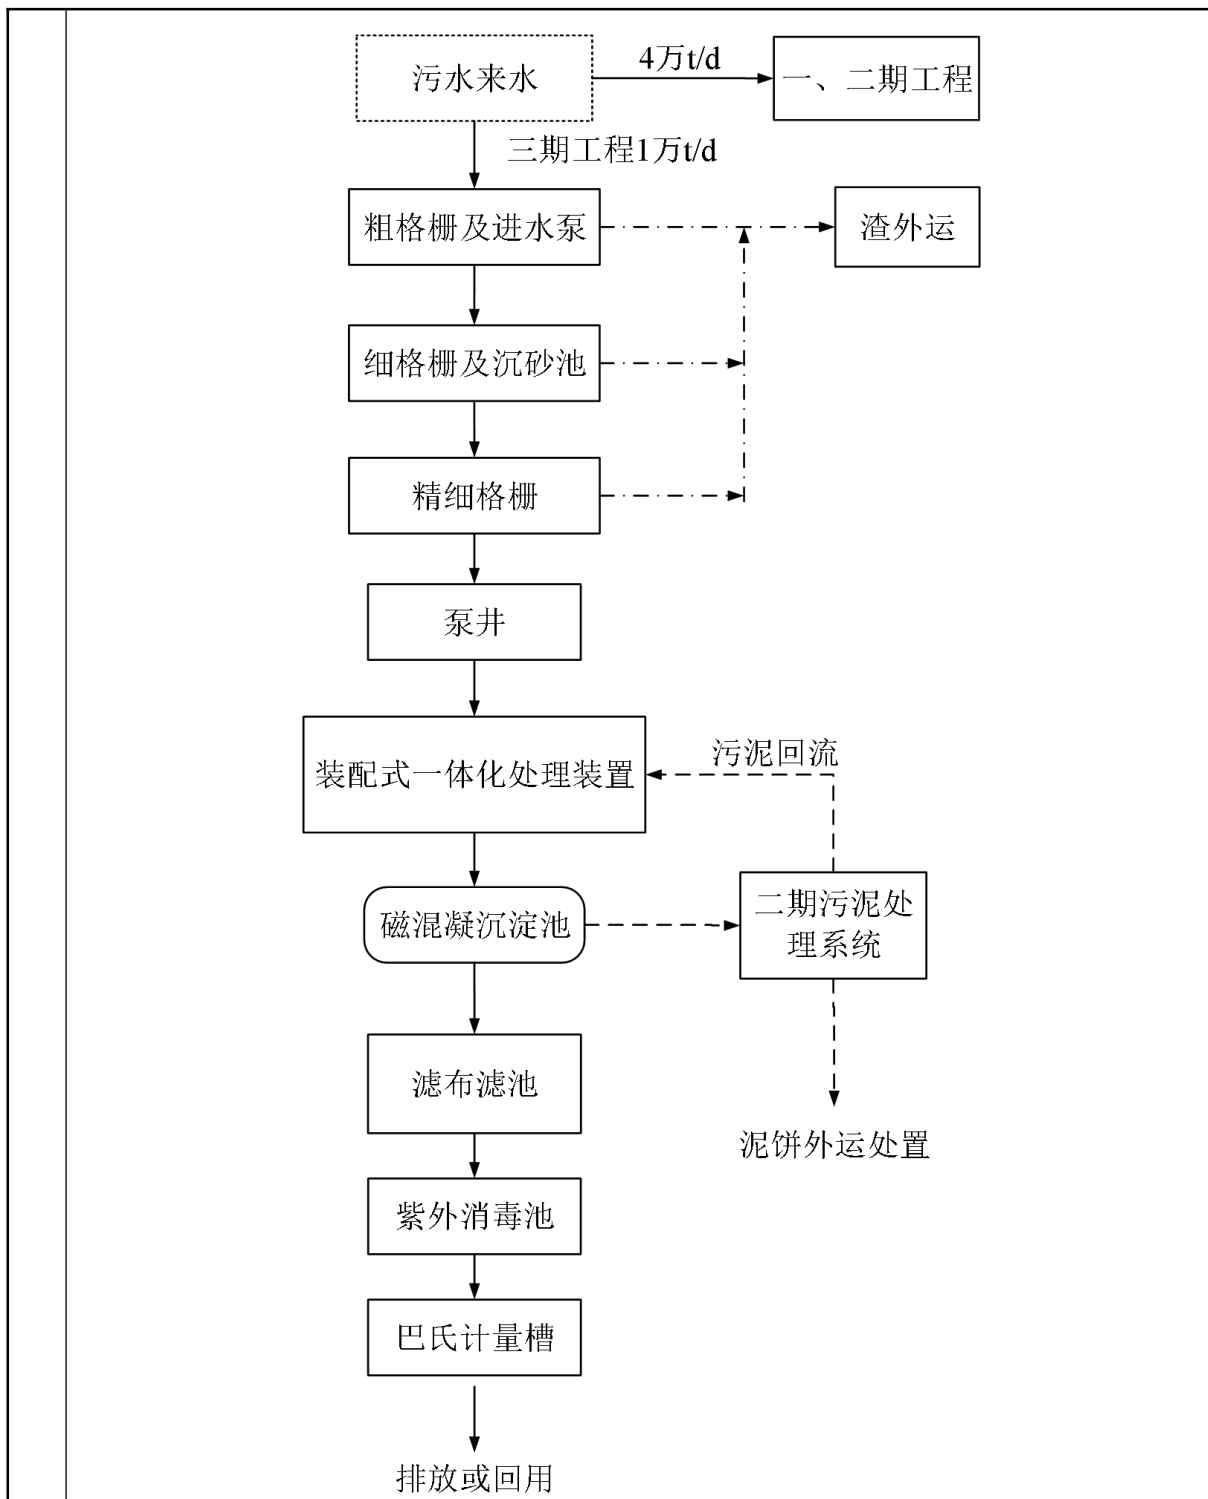 污水来水
4万t/d
一、二期工程
三期工程1万t/d
粗格栅及进水泵
渣外运
细格栅及沉砂池
精细格栅
泵井
装配式一体化处理装置
污泥回流
磁混凝沉淀池
二期污泥处
理系统
滤布滤池
泥饼外运处置
紫外消毒池
巴氏计量槽
排放或回用